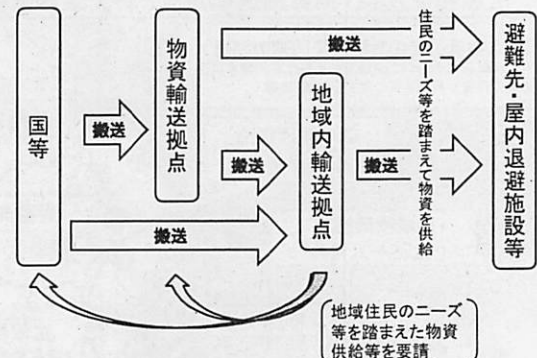 国等
搬送
物資輸送拠点
搬送
搬送
搬送
地域内輸送拠点
搬送
住民のニーズ等を踏まえて物資を供給
避難先・屋内退避施設等
地域住民のニーズ
等を踏まえた物資
供給等を要請